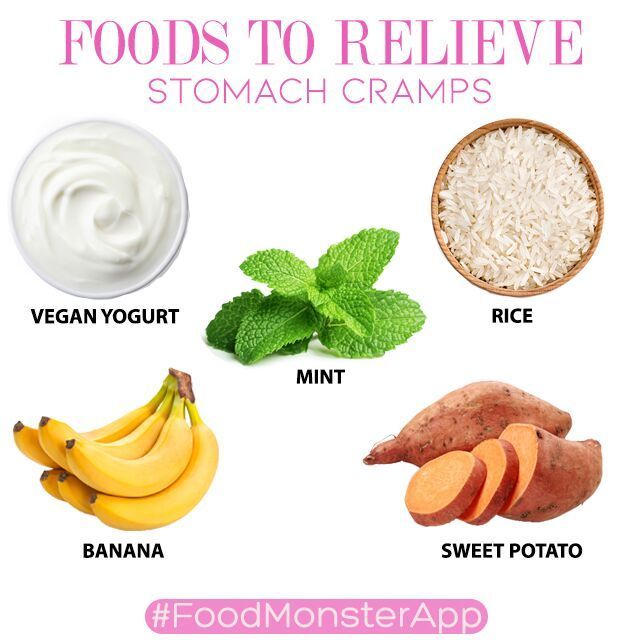 FOODS TO RELIEVE
STOMACH CRAMPS
VEGAN YOGURT
RICE
MINT
BANANA
SWEET POTATO
#FoodMonsterApp